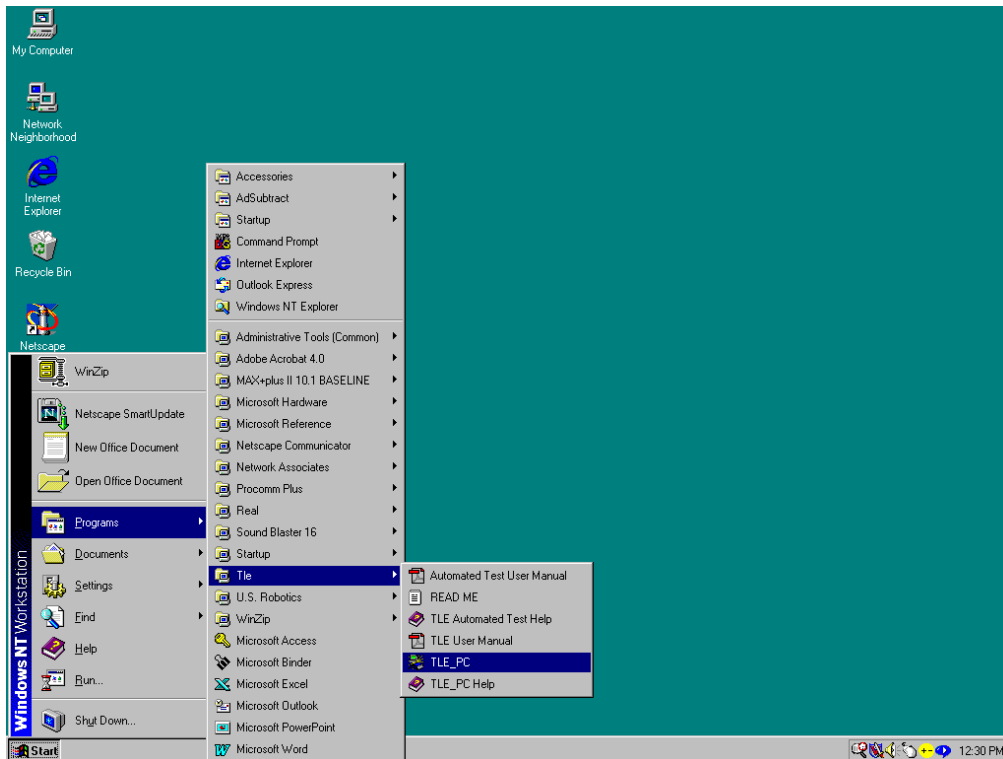 My Computer
Network
Neighborhood
Internet
Explorer
Recycle Bin
Netscape
WinZip
Netscape SmartUpdate
New Office Document
Open Office Document
Programs
Documents
Settings
Find
Help
Run...
Shut Down...
Windows NT Workstation
Accessories
AdSubtract
Startup
Command Prompt
Internet Explorer
Outlook Express
Windows NT Explorer
Administrative Tools (Common)
Adobe Acrobat 4.0
MAX+plus II 10.1 BASELINE
Microsoft Hardware
Microsoft Reference
Netscape Communicator
Network Associates
Procomm Plus
Real
Sound Blaster 16
Startup
Tle
U.S. Robotics
WinZip
Microsoft Access
Microsoft Binder
Microsoft Excel
Microsoft Outlook
Microsoft PowerPoint
Microsoft Word
Automated Test User Manual
READ ME
TLE Automated Test Help
TLE User Manual
TLE_PC
TLE_PC Help
Start
12:30 PM